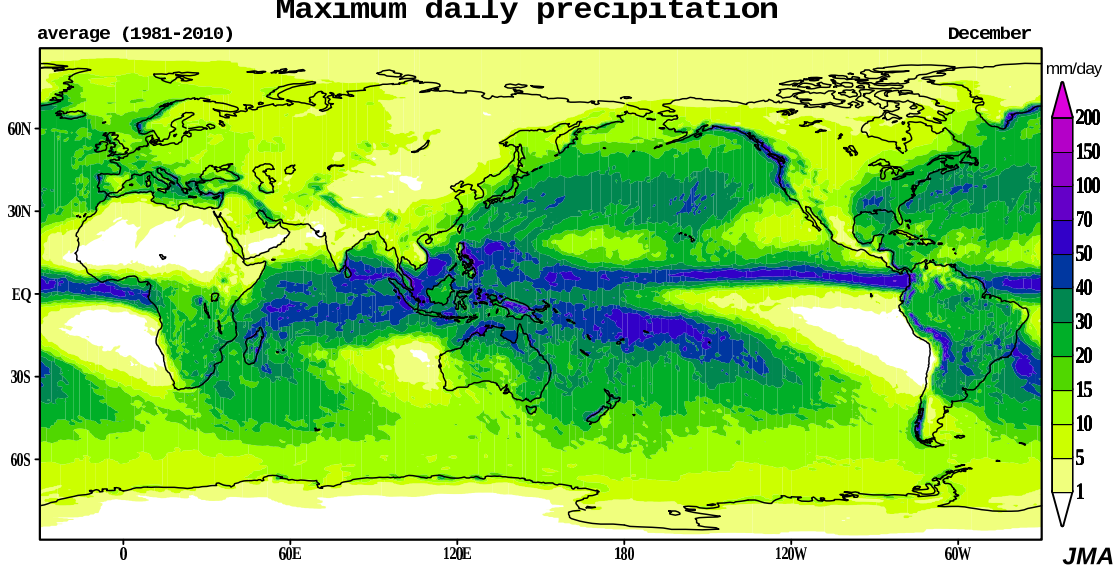 Maximum daily precipitation
average (1981-2010)
December
mm/day
200
150
100
70
50
40
30
20
15
10
5
1
60N
30N
EQ
30S
60S
0
60E
120E
180
120W
60W
JMA